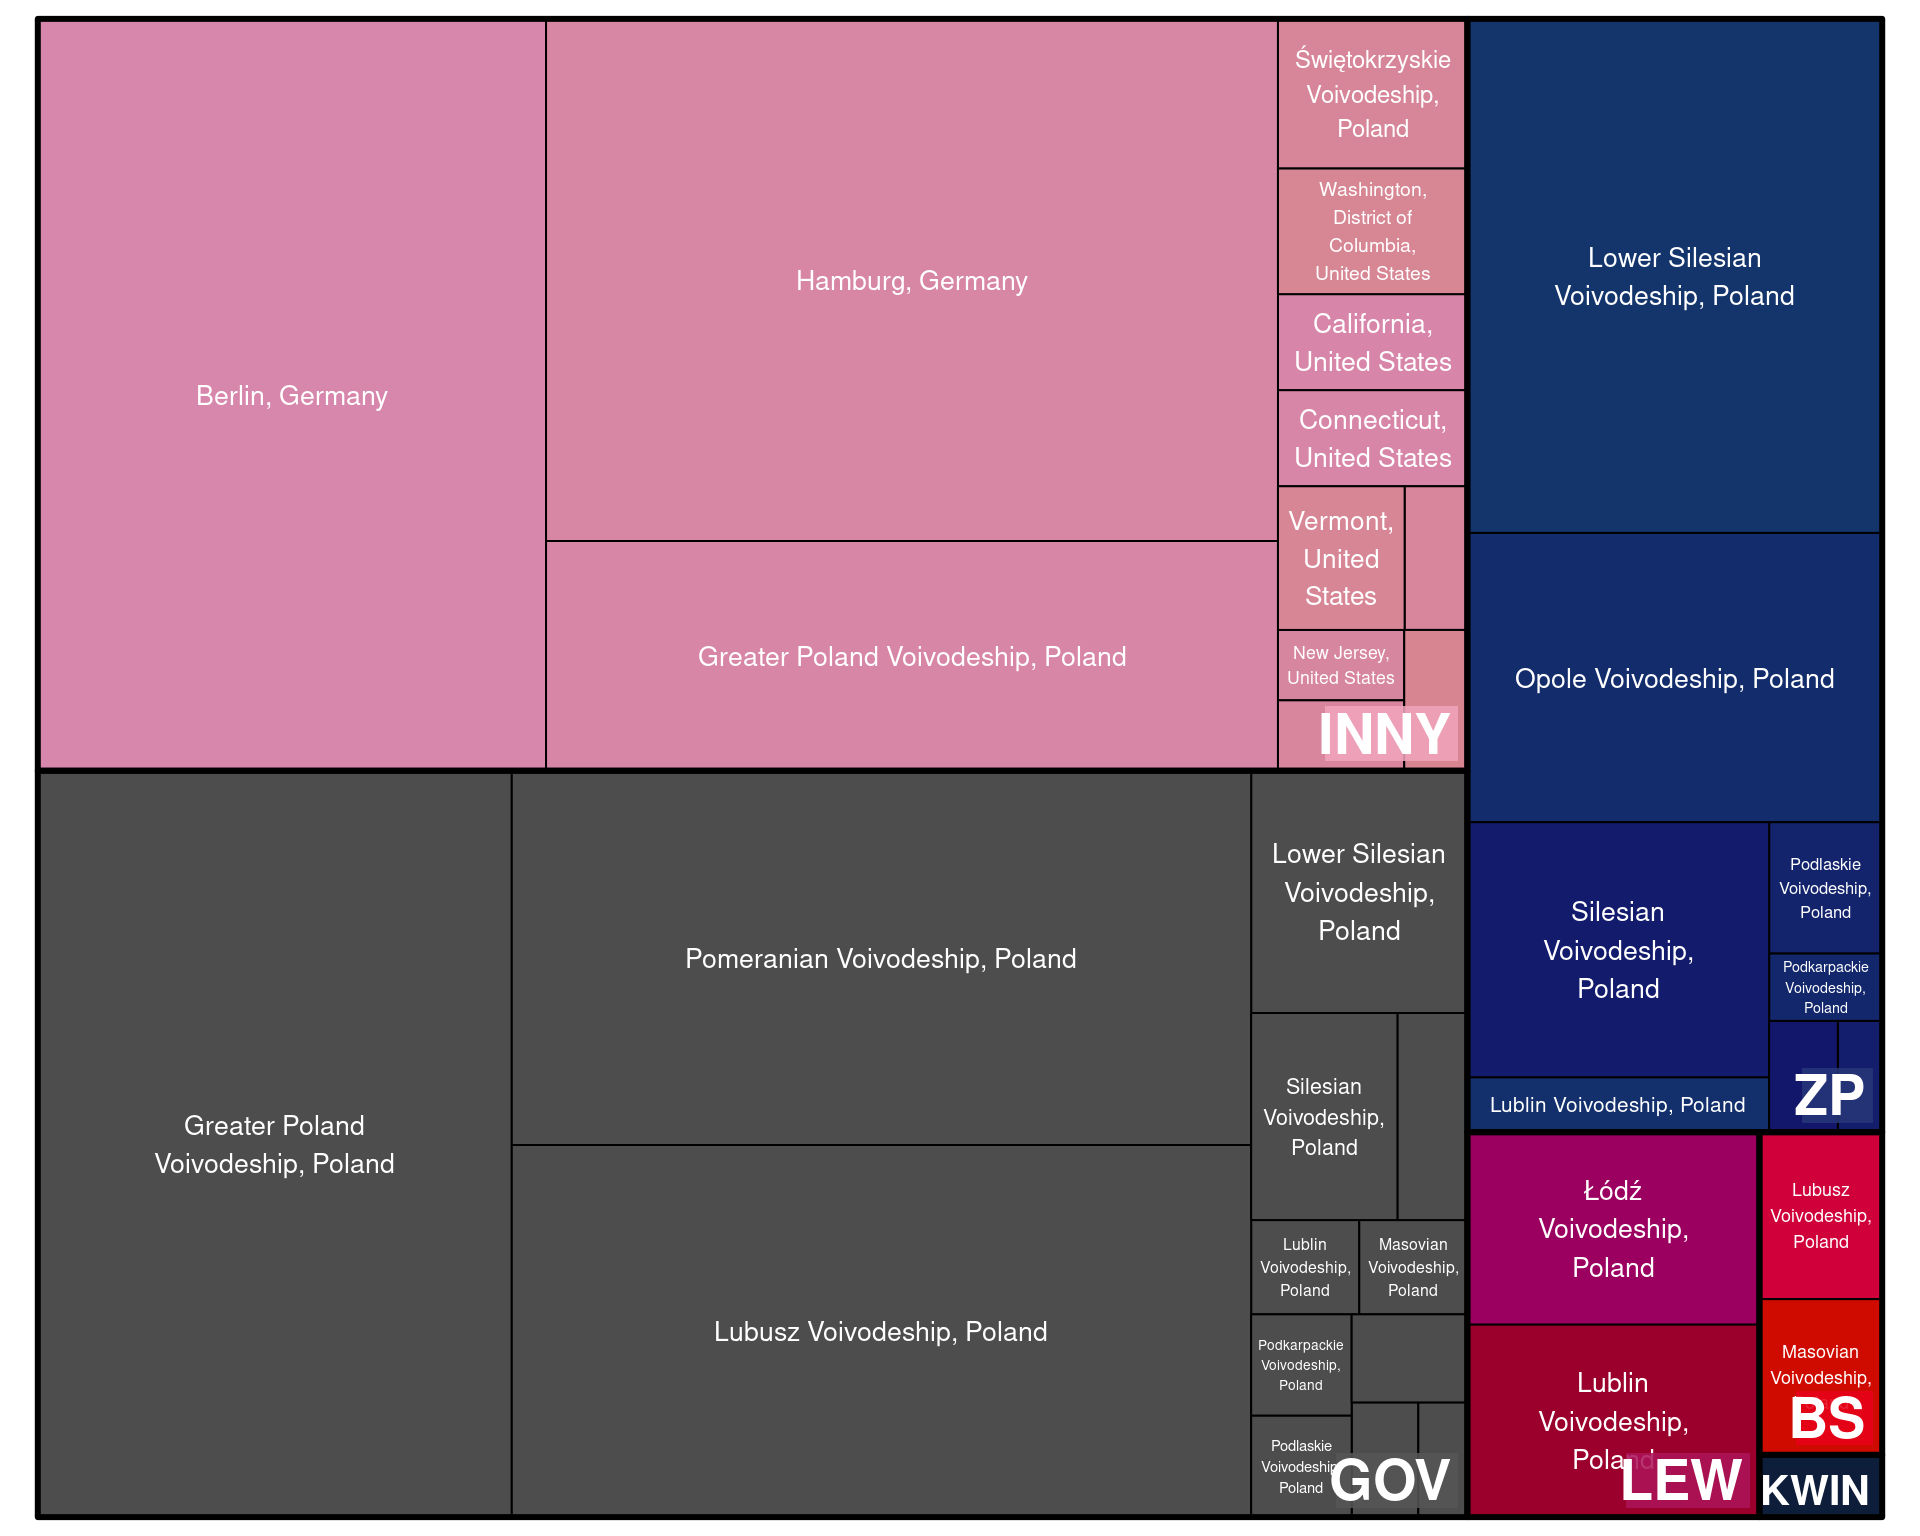 Berlin, Germany
Hamburg, Germany
Greater Poland Voivodeship, Poland
Świętokrzyskie
Voivodeship,
Poland
Washington,
District of
Columbia,
United States
California,
United States
Connecticut,
United States
Vermont,
United
States
New Jersey,
United States
INNY
Greater Poland
Voivodeship, Poland
Pomeranian Voivodeship, Poland
Lubusz Voivodeship, Poland
Lower Silesian
Voivodeship,
Poland
Silesian
Voivodeship,
Poland
Lublin
Voivodeship,
Poland
Masovian
Voivodeship,
Poland
Podkarpackie
Voivodeship,
Poland
Podlaskie
Voivodeship,
Poland
GOV
Lower Silesian
Voivodeship, Poland
Opole Voivodeship, Poland
Silesian
Voivodeship,
Poland
Podlaskie
Voivodeship,
Poland
Podkarpackie
Voivodeship,
Poland
Lublin Voivodeship, Poland
ZP
Łódź
Voivodeship,
Poland
Lublin
Voivodeship,
Poland
LEW
Lubusz
Voivodeship,
Poland
Masovian
Voivodeship,
BS
KWIN